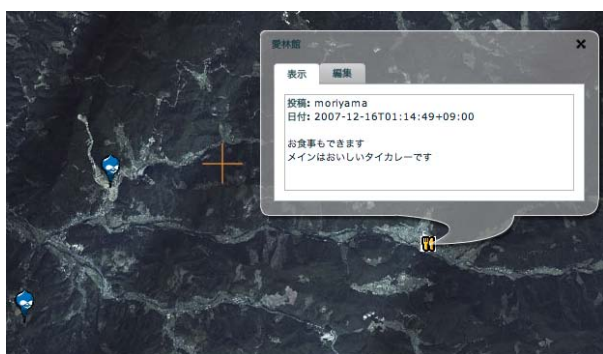 愛林館
表示 編集
投稿: moriyama
日付: 2007-12-16T01:14:49+09:00
お食事もできます
メインはおいしいタイカレーです